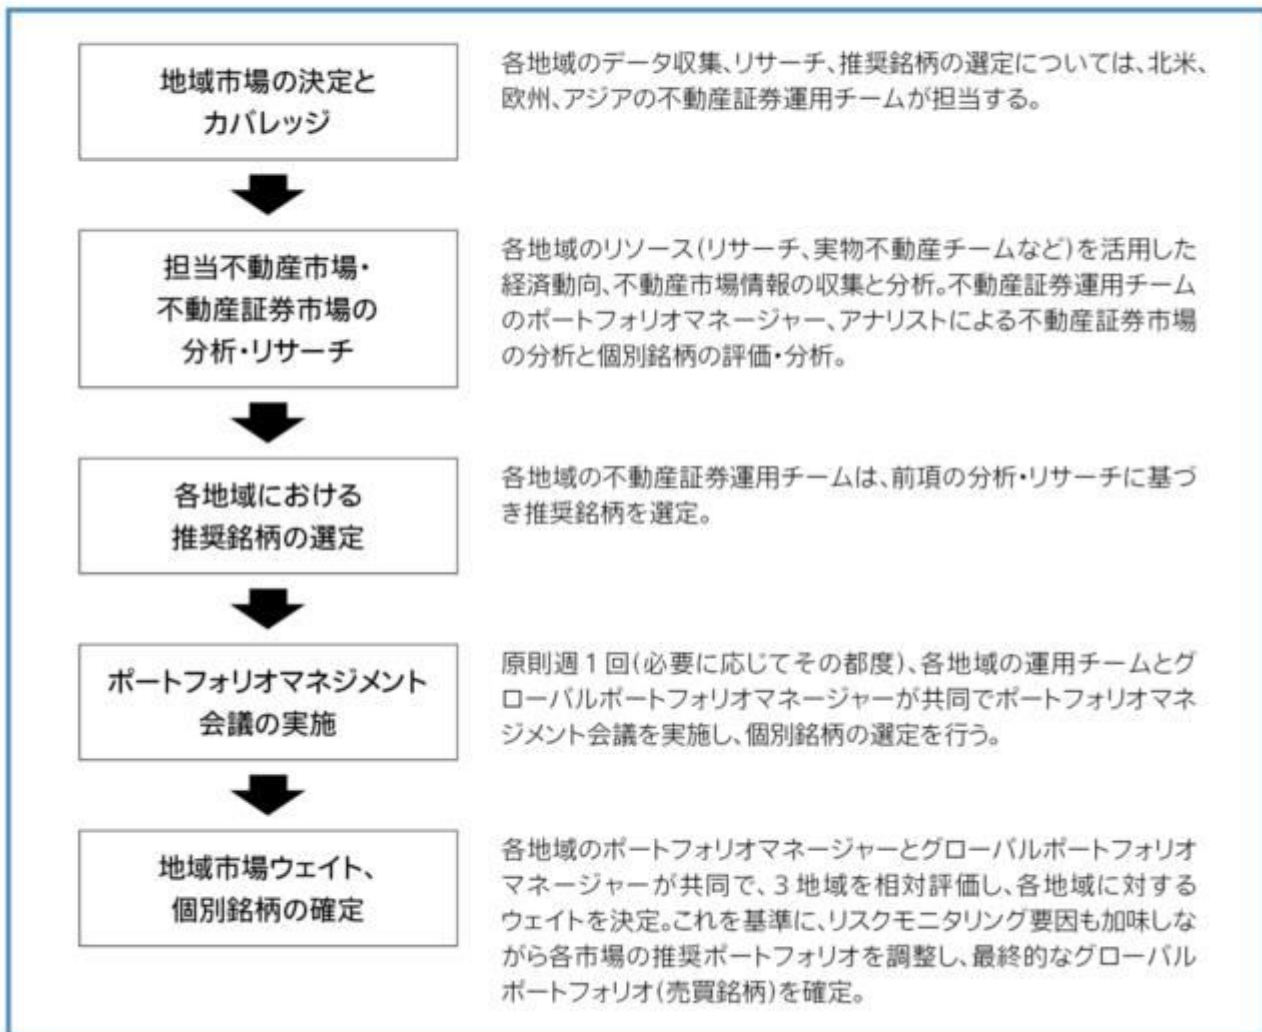 地域市場の決定と
カバレッジ
各地域のデータ収集、リサーチ、推奨銘柄の選定については、北米、
欧州、アジアの不動産証券運用チームが担当する。
担当不動産市場・
不動産証券市場の
分析・リサーチ
各地域のリソース(リサーチ、実物不動産チームなど)を活用した
経済動向、不動産市場情報の収集と分析。不動産証券運用チーム
のポートフォリオマネージャー、アナリストによる不動産証券市場
の分析と個別銘柄の評価・分析。
各地域における
推奨銘柄の選定
各地域の不動産証券運用チームは、前項の分析・リサーチに基づ
き推奨銘柄を選定。
ポートフォリオマネジメント
会議の実施
原則週1回(必要に応じてその都度)、各地域の運用チームとグ
ローバルポートフォリオマネージャーが共同でポートフォリオマネ
ジメント会議を実施し、個別銘柄の選定を行う。
地域市場ウェイト、
個別銘柄の確定
各地域のポートフォリオマネージャーとグローバルポートフォリオ
マネージャーが共同で、3地域を相対評価し、各地域に対する
ウェイトを決定。これを基準に、リスクモニタリング要因も加味しな
がら各市場の推奨ポートフォリオを調整し、最終的なグローバル
ポートフォリオ(売買銘柄)を確定。